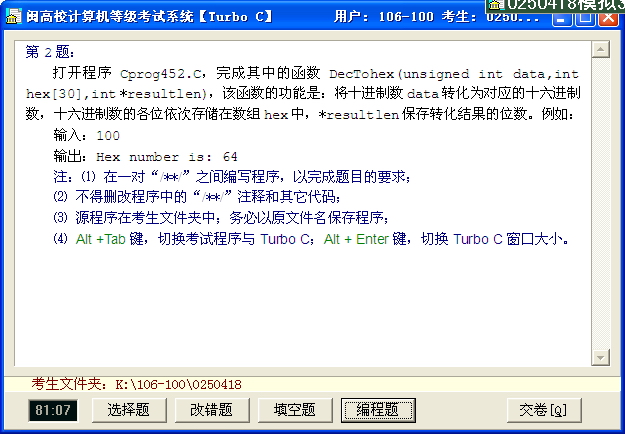 闽高校计算机等级考试系统【Turbo C】 用户: 106-100 考生: 0250...
0250418模拟3
第 2 题:
打开程序 Cprog452.C, 完成其中的函数 DecTohex(unsigned int data,int
hex[30],int *resultlen), 该函数的功能是: 将十进制数 data 转化为对应的十六进制
数, 十六进制数的各位依次存储在数组 hex 中, *resultlen 保存转化结果的位数。例如:
输入: 100
输出: Hex number is: 64
注: ⑴ 在一对 “/**/” 之间编写程序, 以完成题目的要求;
⑵ 不得删改程序中的 “/**/” 注释和其它代码;
⑶ 源程序在考生文件夹中; 务必以原文件名保存程序;
⑷ Alt +Tab 键, 切换考试程序与 Turbo C; Alt + Enter 键, 切换 Turbo C 窗口大小。
考生文件夹: K:\106-100\0250418
81:07 选择题 改错题 填空题 编程题 交卷[Q]